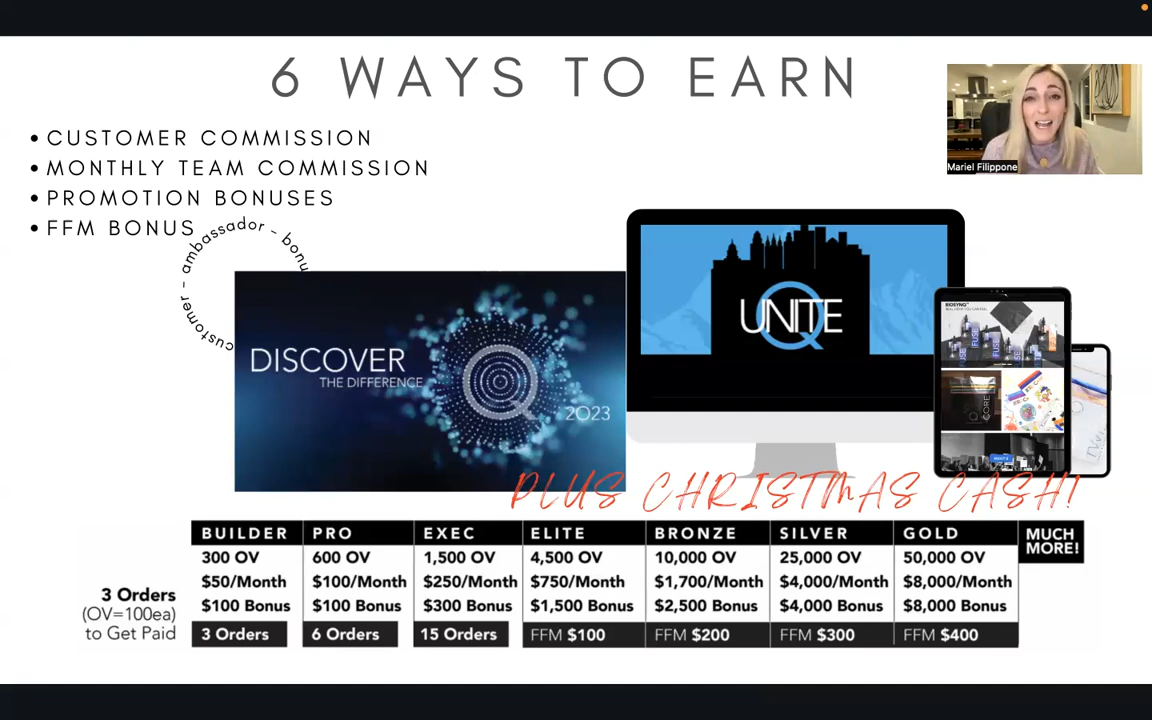 6 WAYS TO EARN
Mariel Filippone
• CUSTOMER COMMISSION
• MONTHLY TEAM COMMISSION
• PROMOTION BONUSES
• FFM BONUS
customer - ambassador - bonu
DISCOVER
THE DIFFERENCE
2023
UNITE
FUSE FUSE FUSE
CORE
PLUS CHRISTMAS CASH!
BUILDER PRO EXEC ELITE BRONZE SILVER GOLD MUCH
MORE!
300 OV 600 OV 1,500 OV 4,500 OV 10,000 OV 25,000 OV 50,000 OV
$50/Month $100/Month $250/Month $750/Month $1,700/Month $4,000/Month $8,000/Month
$100 Bonus $100 Bonus $300 Bonus $1,500 Bonus $2,500 Bonus $4,000 Bonus $8,000 Bonus
3 Orders 6 Orders 15 Orders FFM $100 FFM $200 FFM $300 FFM $400
3 Orders
(OV=100ea)
to Get Paid